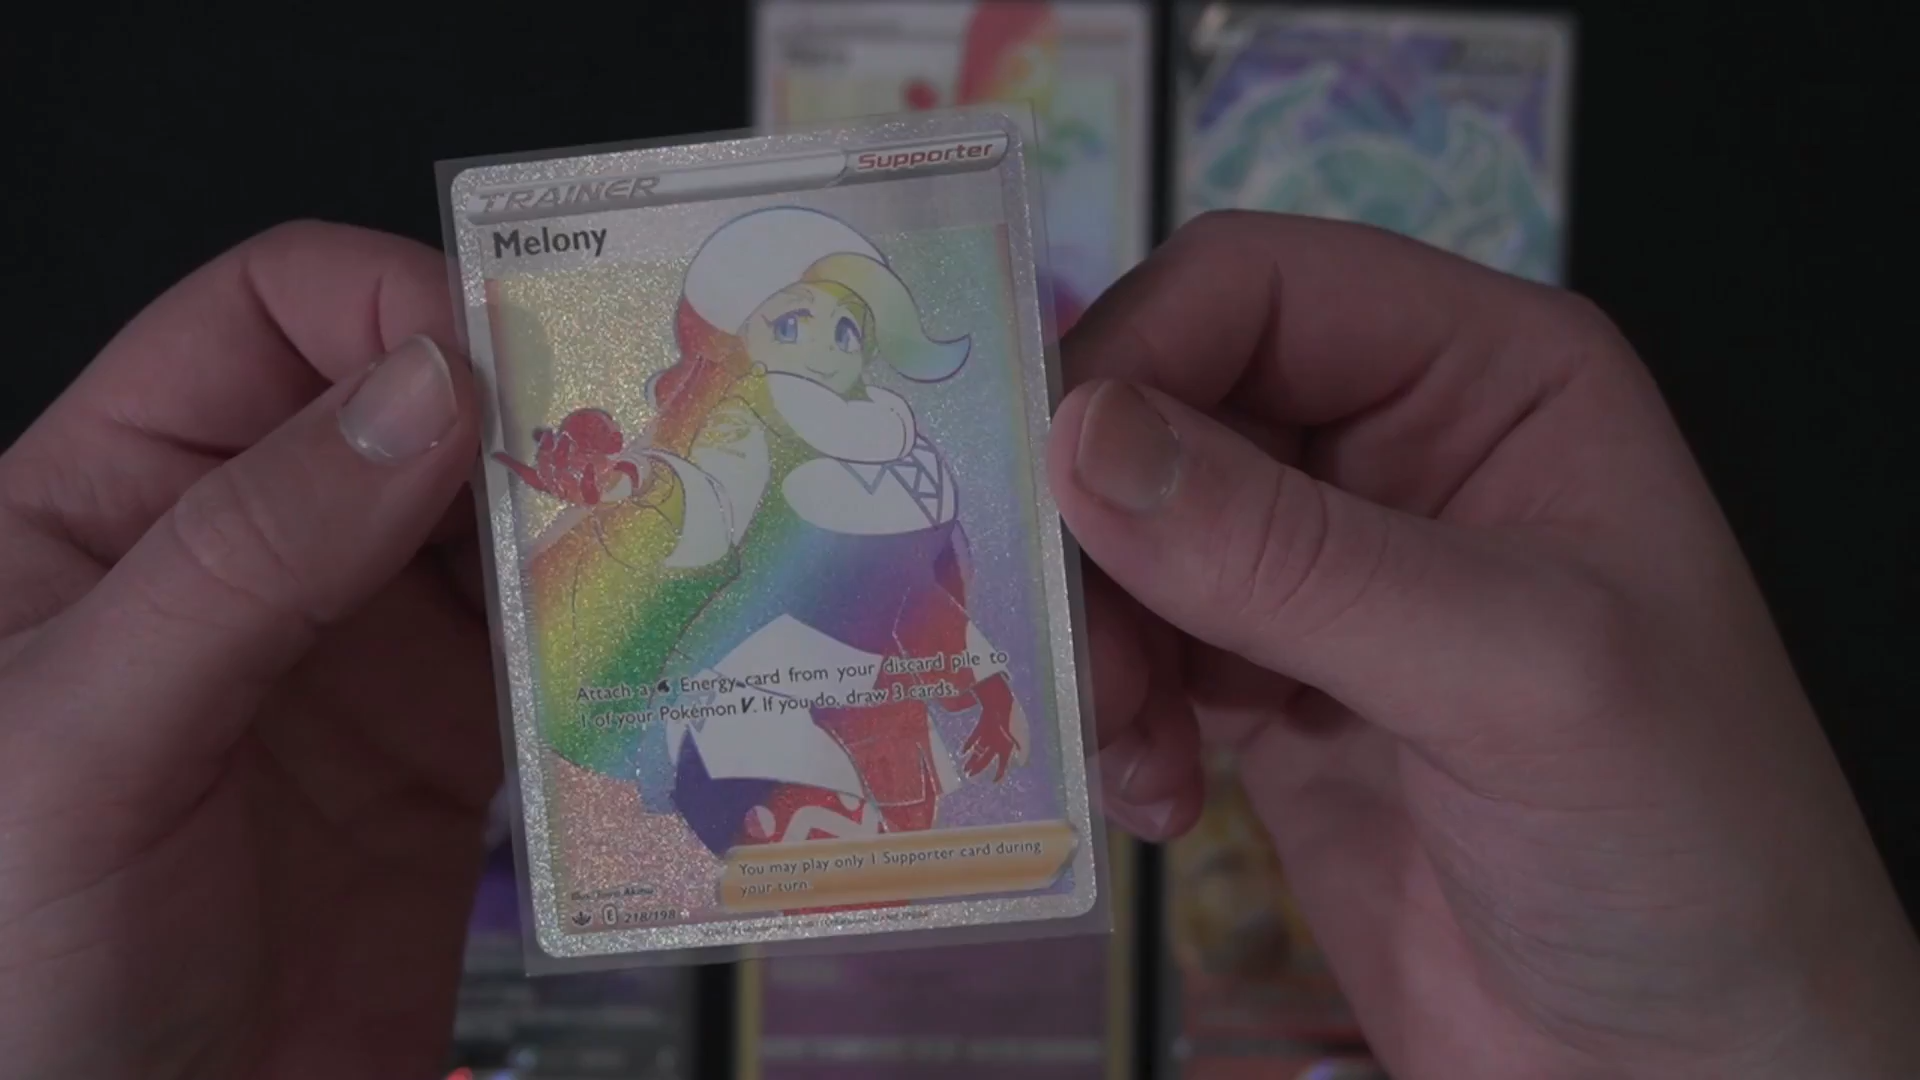 TRAINER
Supporter
Melony
Attach a Energy card from your discard pile to
1 of your Pokémon V. If you do, draw 3 cards.
You may play only 1 Supporter card during
your turn.
E 218/198